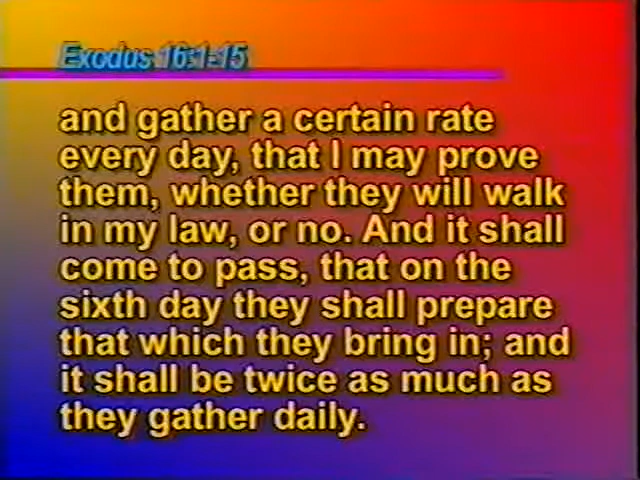 Exodus 16:1-15
and gather a certain rate
every day, that I may prove
them, whether they will walk
in my law, or no. And it shall
come to pass, that on the
sixth day they shall prepare
that which they bring in; and
it shall be twice as much as
they gather daily.